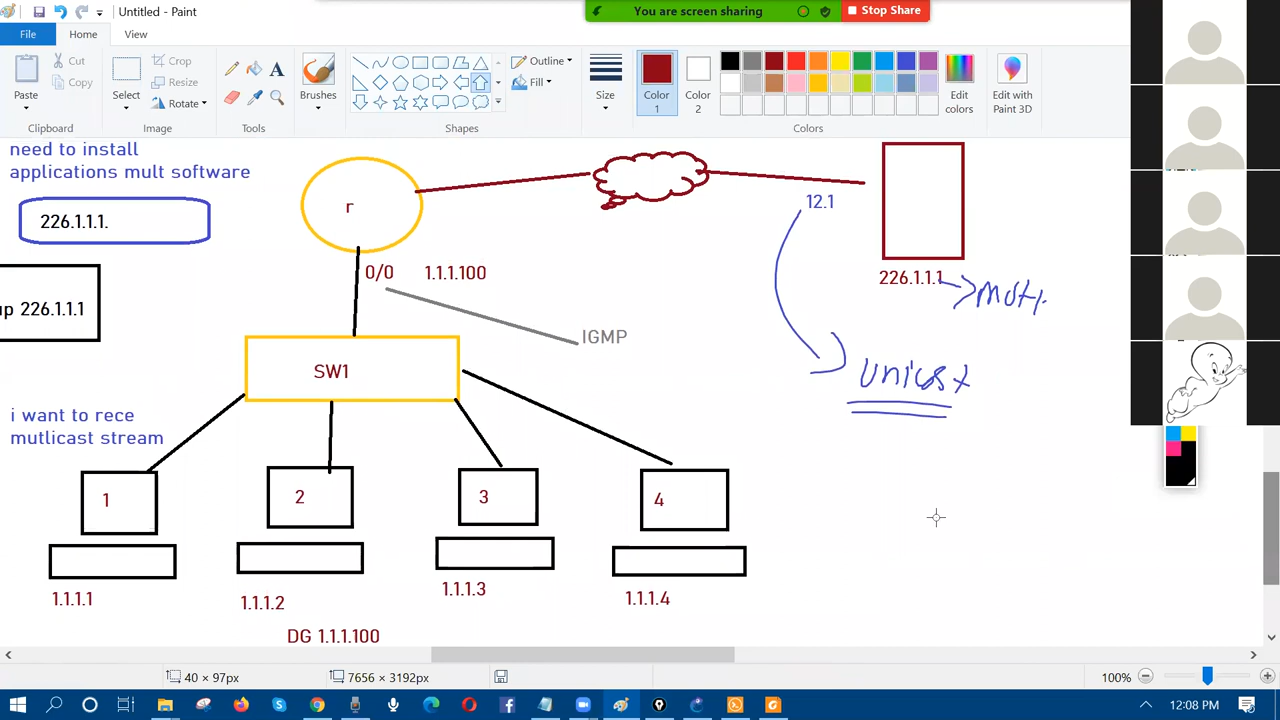 Untitled - Paint
You are screen sharing
Stop Share
File
Home
View
Paste
Cut
Copy
Clipboard
Select
Crop
Resize
Rotate
Image
Tools
Brushes
Shapes
Outline
Fill
Size
Color 1
Color 2
Edit colors
Edit with Paint 3D
Colors
need to install
applications mult software
226.1.1.1.
up 226.1.1.1
i want to rece
mutlicast stream
r
0/0
1.1.1.100
IGMP
SW1
12.1
226.1.1.1
unicast
1
2
3
4
1.1.1.1
1.1.1.2
1.1.1.3
1.1.1.4
DG 1.1.1.100
40 × 97px
7656 × 3192px
100%
12:08 PM